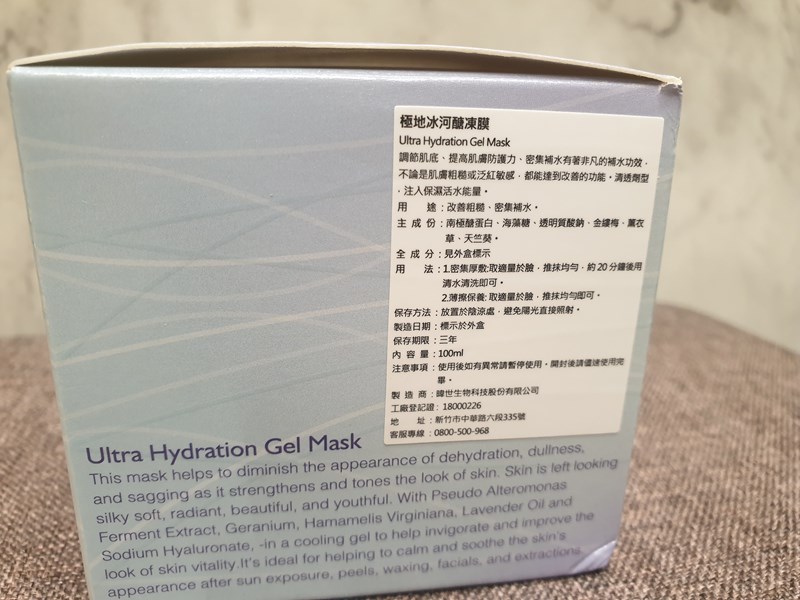 極地冰河醣凍膜
Ultra Hydration Gel Mask
調節肌底、提高肌膚防護力、密集補水有著非凡的補水功效，
不論是肌膚粗糙或泛紅敏感，都能達到改善的功能。清透劑型
，注入保濕活水能量。
用 途：改善粗糙、密集補水。
主 成 份：南極醣蛋白、海藻糖、透明質酸鈉、金縷梅、薰衣
草、天竺葵。
全 成 分：見外盒標示
用 法：1.密集厚敷:取適量於臉，推抹均勻，約 20 分鐘後用
清水清洗即可。
2.薄擦保養: 取適量於臉，推抹均勻即可。
保存方法：放置於陰涼處，避免陽光直接照射。
製造日期：標示於外盒
保存期限：三年
內 容 量：100ml
注意事項：使用後如有異常請暫停使用。開封後請儘速使用完
畢。
製 造 商：暐世生物科技股份有限公司
工廠登記證：18000226
地 址：新竹市中華路六段335號
客服專線：0800-500-968
Ultra Hydration Gel Mask
This mask helps to diminish the appearance of dehydration, dullness,
and sagging as it strengthens and tones the look of skin. Skin is left looking
silky soft, radiant, beautiful, and youthful. With Pseudo Alteromonas
Ferment Extract, Geranium, Hamamelis Virginiana, Lavender Oil and
Sodium Hyaluronate, -in a cooling gel to help invigorate and improve the
look of skin vitality.It's ideal for helping to calm and soothe the skin's
appearance after sun exposure, peels, waxing, facials, and extractions.